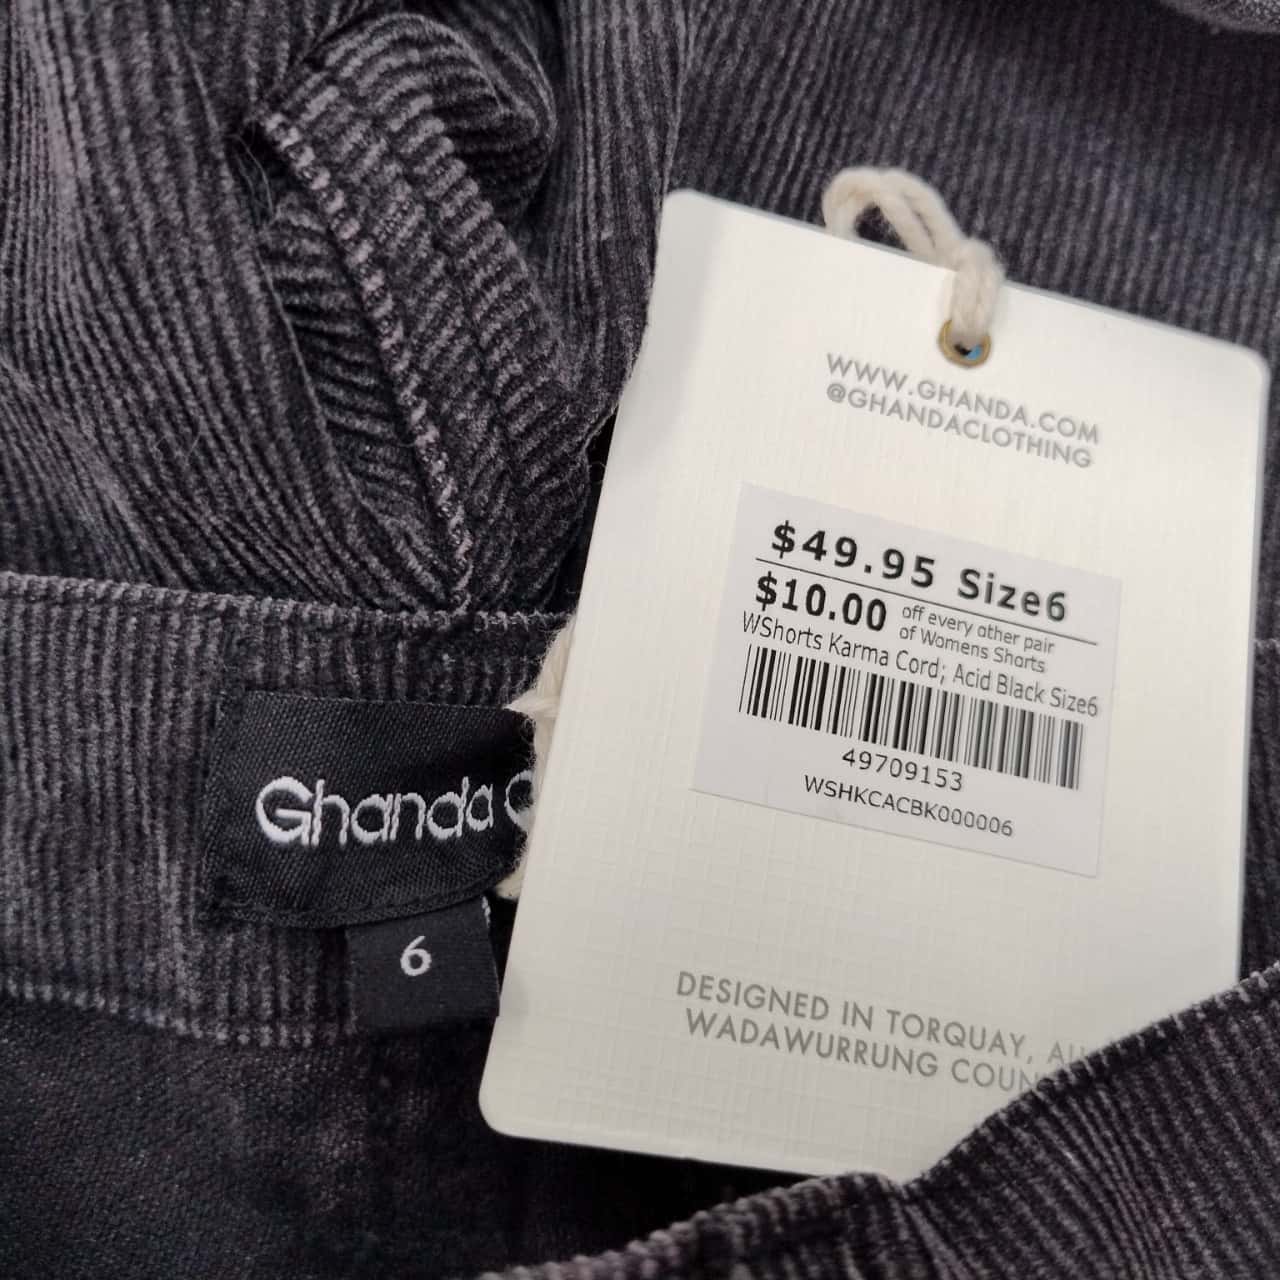 WWW.GHANDA.COM
@GHANDACLOTHING
$49.95 Size6
$10.00 off every other pair
of Womens Shorts
WShorts Karma Cord; Acid Black Size6
49709153
WSHKCACBK000006
DESIGNED IN TORQUAY,
WADAWURRUNG
Ghanda
6